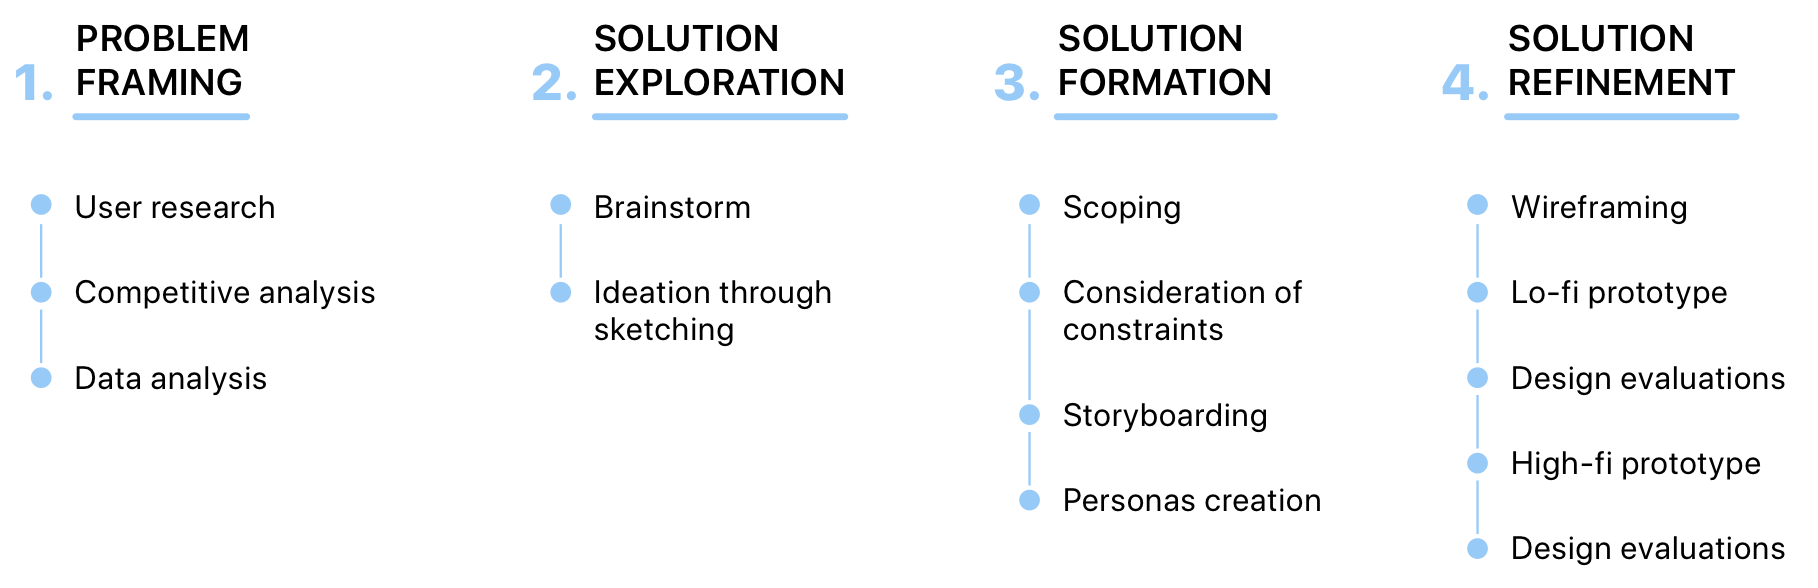 1. PROBLEM
FRAMING
User research
Competitive analysis
Data analysis
2. SOLUTION
EXPLORATION
Brainstorm
Ideation through
sketching
3. SOLUTION
FORMATION
Scoping
Consideration of
constraints
Storyboarding
Personas creation
4. SOLUTION
REFINEMENT
Wireframing
Lo-fi prototype
Design evaluations
High-fi prototype
Design evaluations